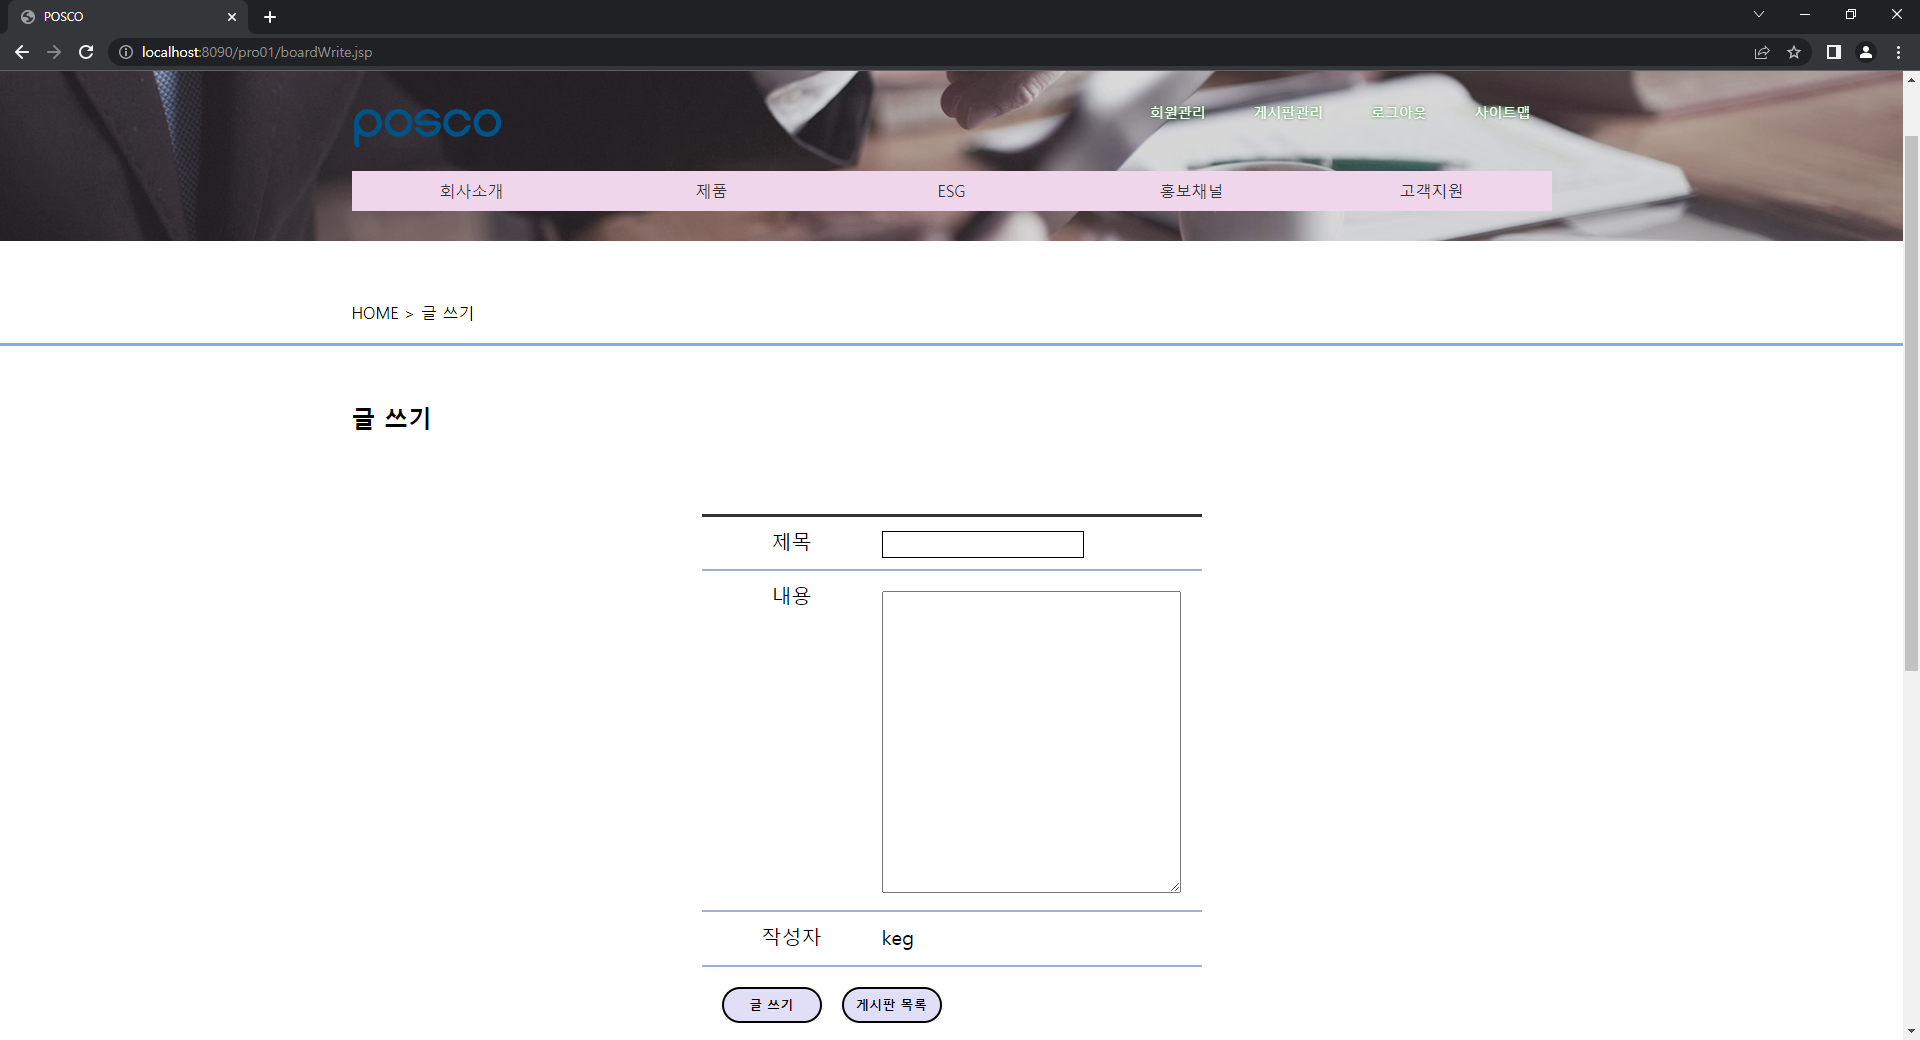 POSCO
localhost:8090/pro01/boardWrite.jsp
posco
회원관리 게시판관리 로그아웃 사이트맵
회사소개 제품 ESG 홍보채널 고객지원
HOME > 글 쓰기
글 쓰기
제목
내용
작성자 keg
글 쓰기 게시판 목록